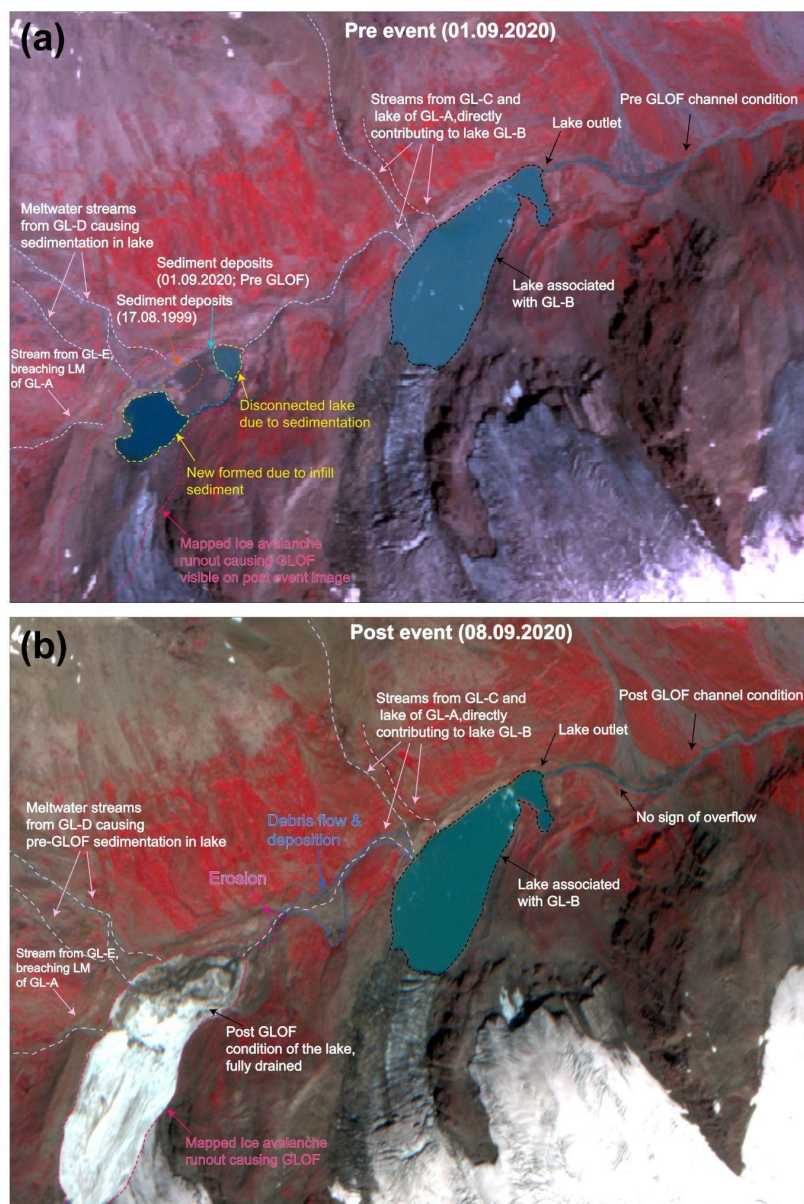 (a)
Pre event (01.09.2020)
Streams from GL-C and
lake of GL-A,directly
contributing to lake GL-B
Lake outlet
Pre GLOF channel condition
Meltwater streams
from GL-D causing
sedimentation in lake
Sediment deposits
(01.09.2020; Pre GLOF)
Sediment deposits
(17.08.1999)
Lake associated
with GL-B
Stream from GL-E,
breaching LM
of GL-A
Disconnected lake
due to sedimentation
New formed due to infill
sediment
Mapped Ice avalanche
runout causing GLOF
visible on post event image
(b)
Post event (08.09.2020)
Streams from GL-C and
lake of GL-A,directly
contributing to lake GL-B
Lake outlet
Post GLOF channel condition
No sign of overflow
Meltwater streams
from GL-D causing
pre-GLOF sedimentation in lake
Debris flow &
deposition
Erosion
Lake associated
with GL-B
Stream from GL-E,
breaching LM
of GL-A
Post GLOF
condition of the lake,
fully drained
Mapped Ice avalanche
runout causing GLOF